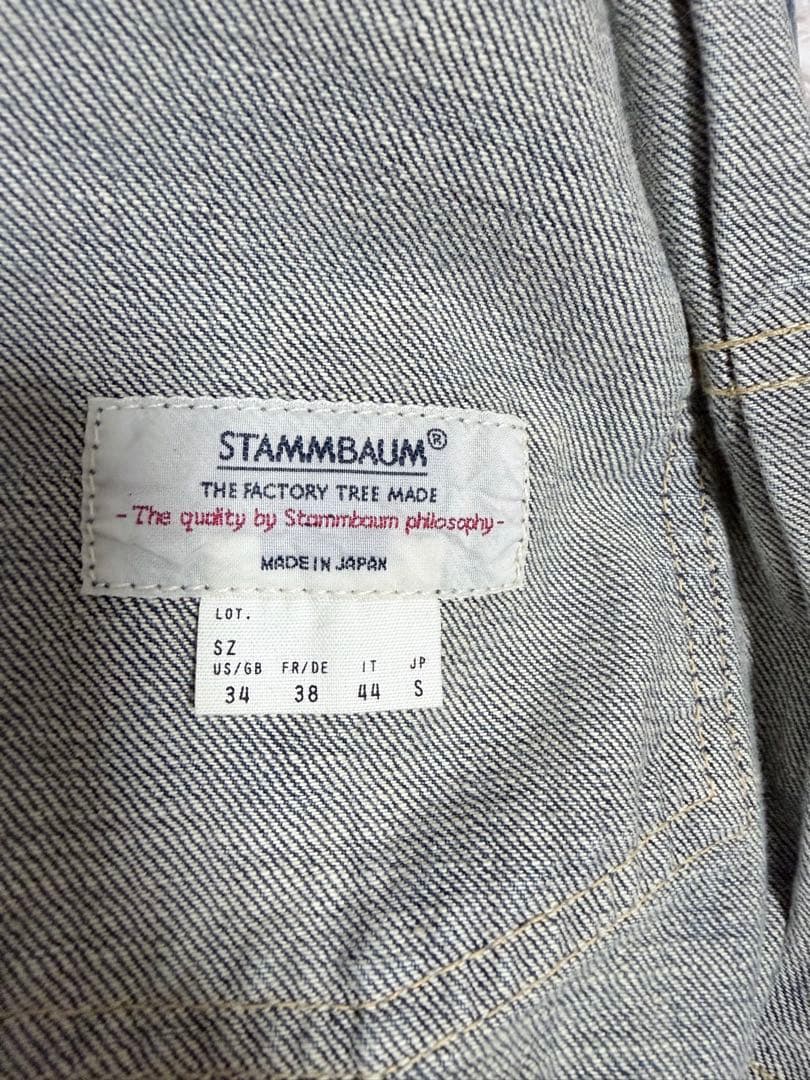 STAMMBAUM®
THE FACTORY TREE MADE
- The quality by Stammbaum philosophy -
MADE IN JAPAN
LOT.
SZ
US/GB FR/DE IT JP
34 38 44 S